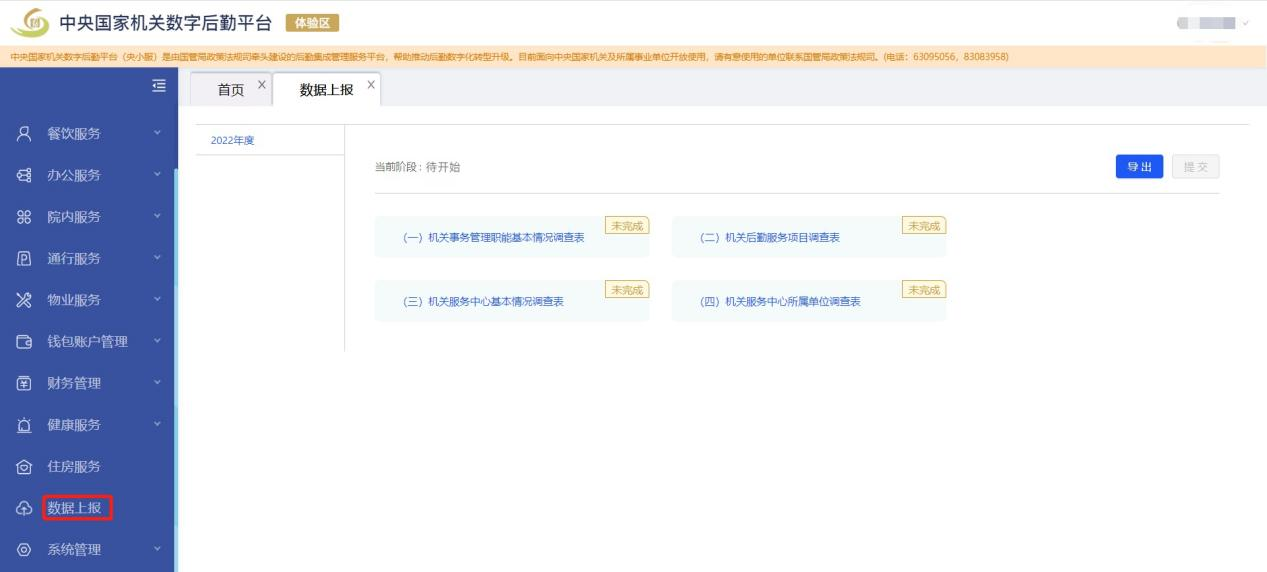 中央国家机关数字后勤平台 体验区
中央国家机关数字后勤平台（央小服）是由国管局政策法规司牵头建设的后勤集成管理服务平台，帮助推动后勤数字化转型升级。目前面向中央国家机关及所属事业单位开放使用，请有意使用的单位联系国管局政策法规司。(电话：63095056，83083958)
首页 X 数据上报 X
餐饮服务
办公服务
院内服务
通行服务
物业服务
钱包账户管理
财务管理
健康服务
住房服务
数据上报
系统管理
2022年度
当前阶段：待开始 导出 提交
（一）机关事务管理职能基本情况调查表 未完成
（二）机关后勤服务项目调查表 未完成
（三）机关服务中心基本情况调查表 未完成
（四）机关服务中心所属单位调查表 未完成